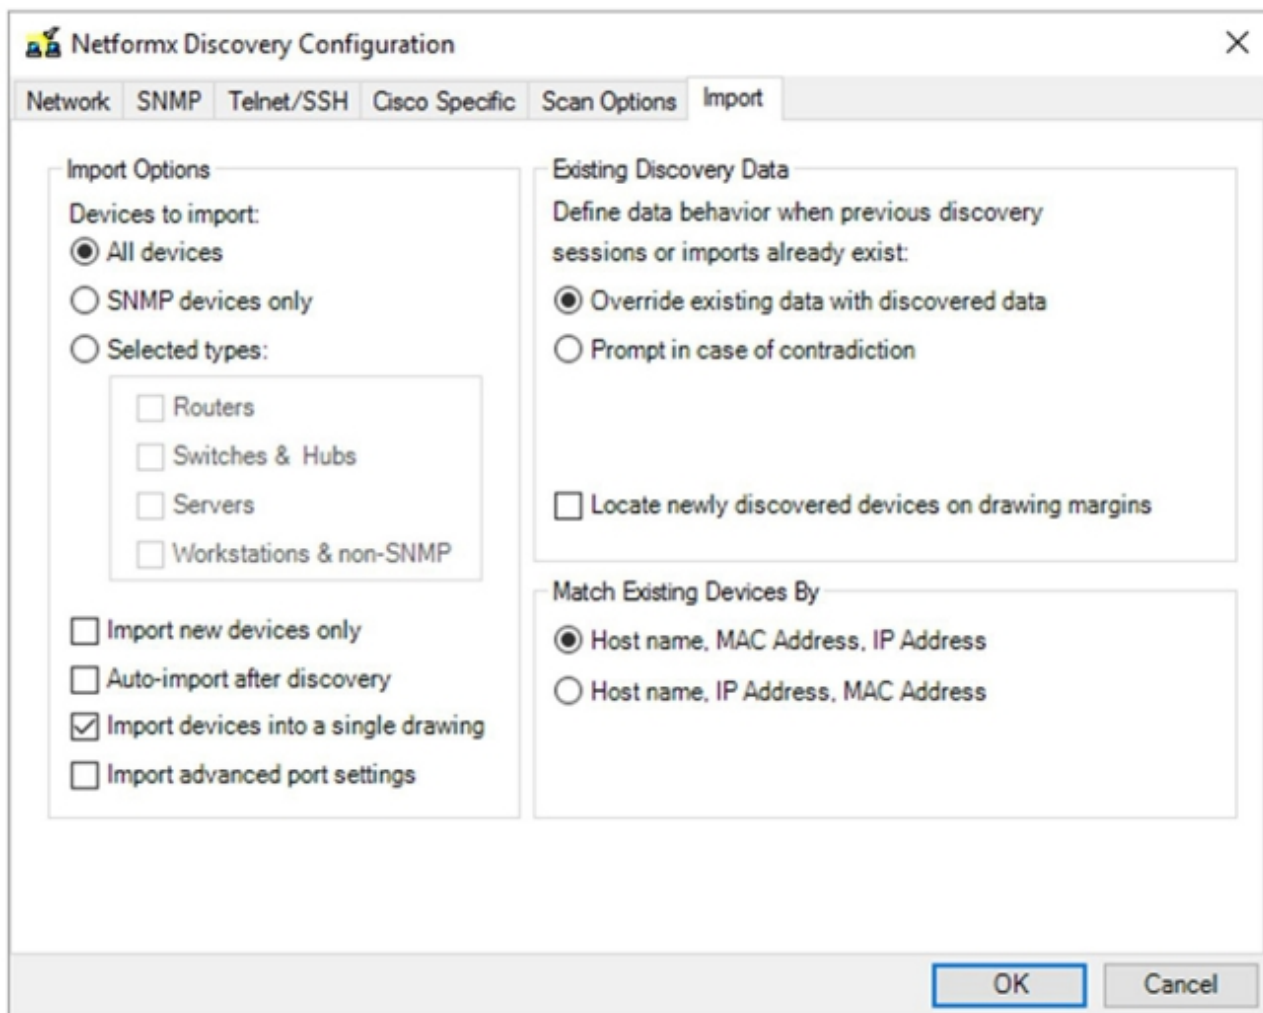 Netformx Discovery Configuration
Network SNMP Telnet/SSH Cisco Specific Scan Options Import
Import Options
Devices to import:
All devices
SNMP devices only
Selected types:
Routers
Switches & Hubs
Servers
Workstations & non-SNMP
Import new devices only
Auto-import after discovery
Import devices into a single drawing
Import advanced port settings
Existing Discovery Data
Define data behavior when previous discovery
sessions or imports already exist:
Override existing data with discovered data
Prompt in case of contradiction
Locate newly discovered devices on drawing margins
Match Existing Devices By
Host name, MAC Address, IP Address
Host name, IP Address, MAC Address
OK Cancel